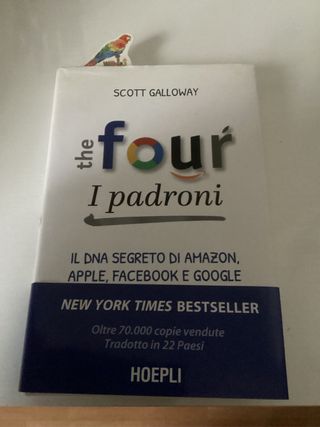 SCOTT GALLOWAY
the four
I padroni
IL DNA SEGRETO DI AMAZON,
APPLE, FACEBOOK E GOOGLE
NEW YORK TIMES BESTSELLER
Oltre 70.000 copie vendute
Tradotto in 22 Paesi
HOEPLI